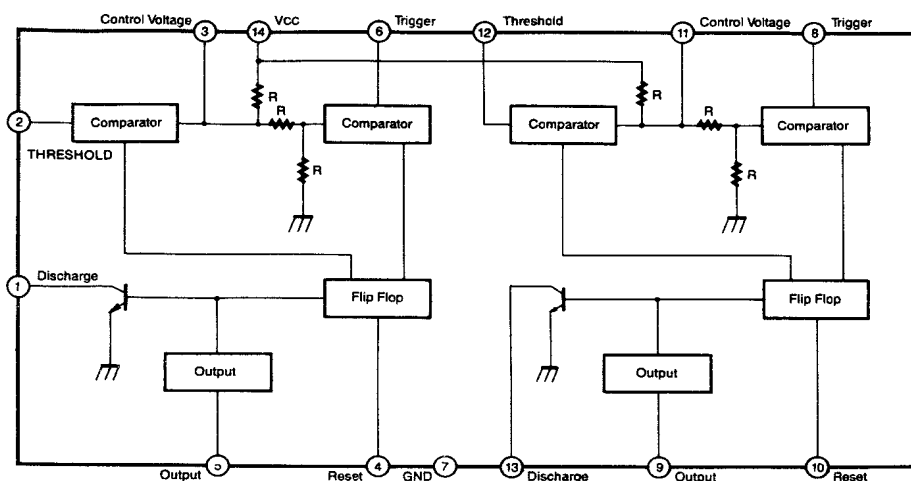 Control Voltage VCC Trigger Threshold Control Voltage Trigger
3 14 6 12 11 8
R R
R R
2 Comparator Comparator Comparator Comparator
THRESHOLD
R R
Discharge
1 Flip Flop Flip Flop
Output Output
5 4 7 13 9 10
Output Reset GND Discharge Output Reset